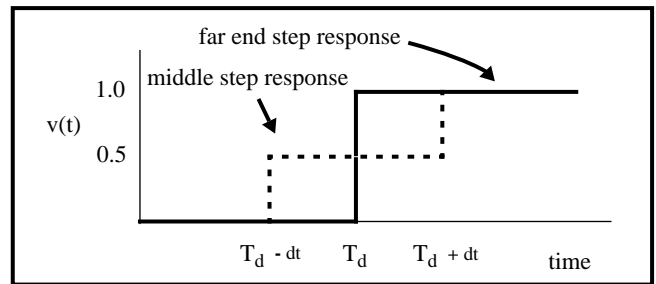 far end step response
middle step response
1.0
v(t)
0.5
T_d - dt T_d T_d + dt
time